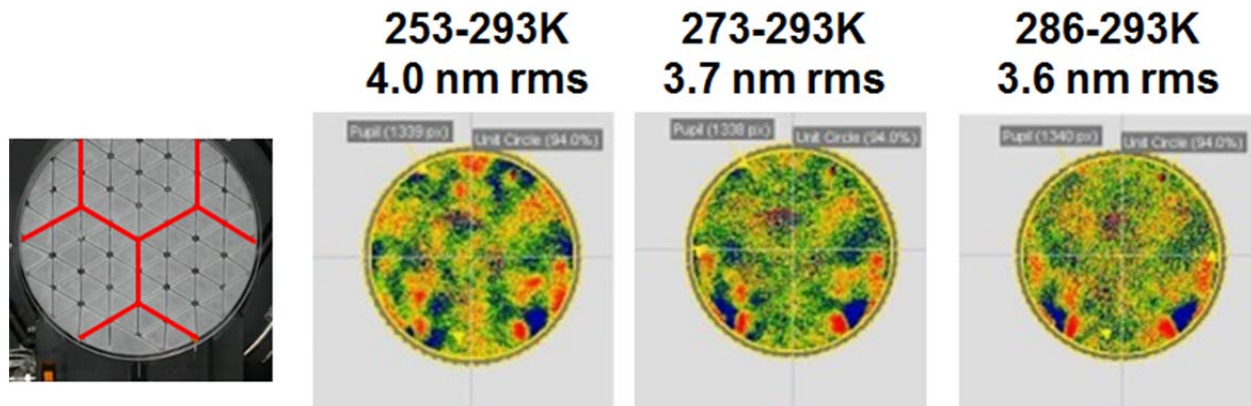 253-293K
4.0 nm rms
273-293K
3.7 nm rms
286-293K
3.6 nm rms
Pupil (1339 px)
Unit Circle (94.0%)
Pupil (1338 px)
Unit Circle (94.0%)
Pupil (1340 px)
Unit Circle (94.0%)